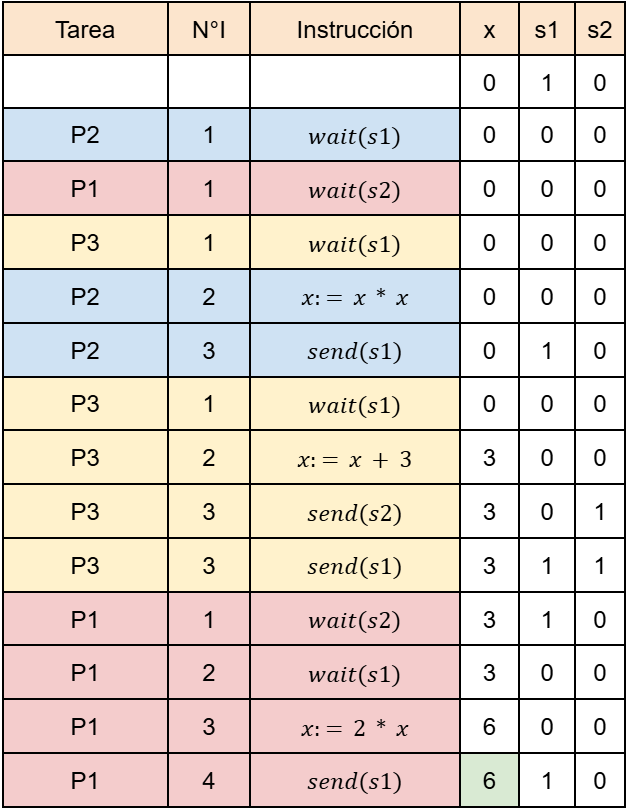 Tarea N°I Instrucción x s1 s2
0 1 0
P2 1 wait(s1) 0 0 0
P1 1 wait(s2) 0 0 0
P3 1 wait(s1) 0 0 0
P2 2 x:= x * x 0 0 0
P2 3 send(s1) 0 1 0
P3 1 wait(s1) 0 0 0
P3 2 x:= x + 3 3 0 0
P3 3 send(s2) 3 0 1
P3 3 send(s1) 3 1 1
P1 1 wait(s2) 3 1 0
P1 2 wait(s1) 3 0 0
P1 3 x:= 2 * x 6 0 0
P1 4 send(s1) 6 1 0